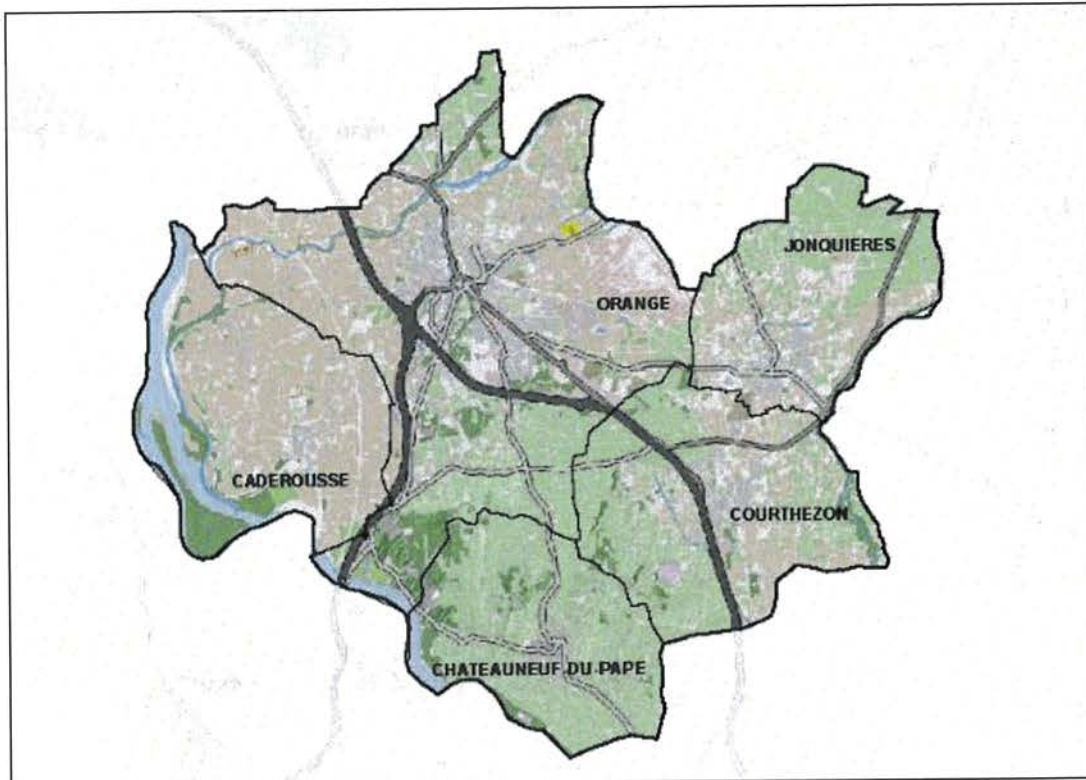 JONQUIERES
ORANGE
CADEROUSSE
COURTHEZON
CHATEAUNEUF DU PAPE